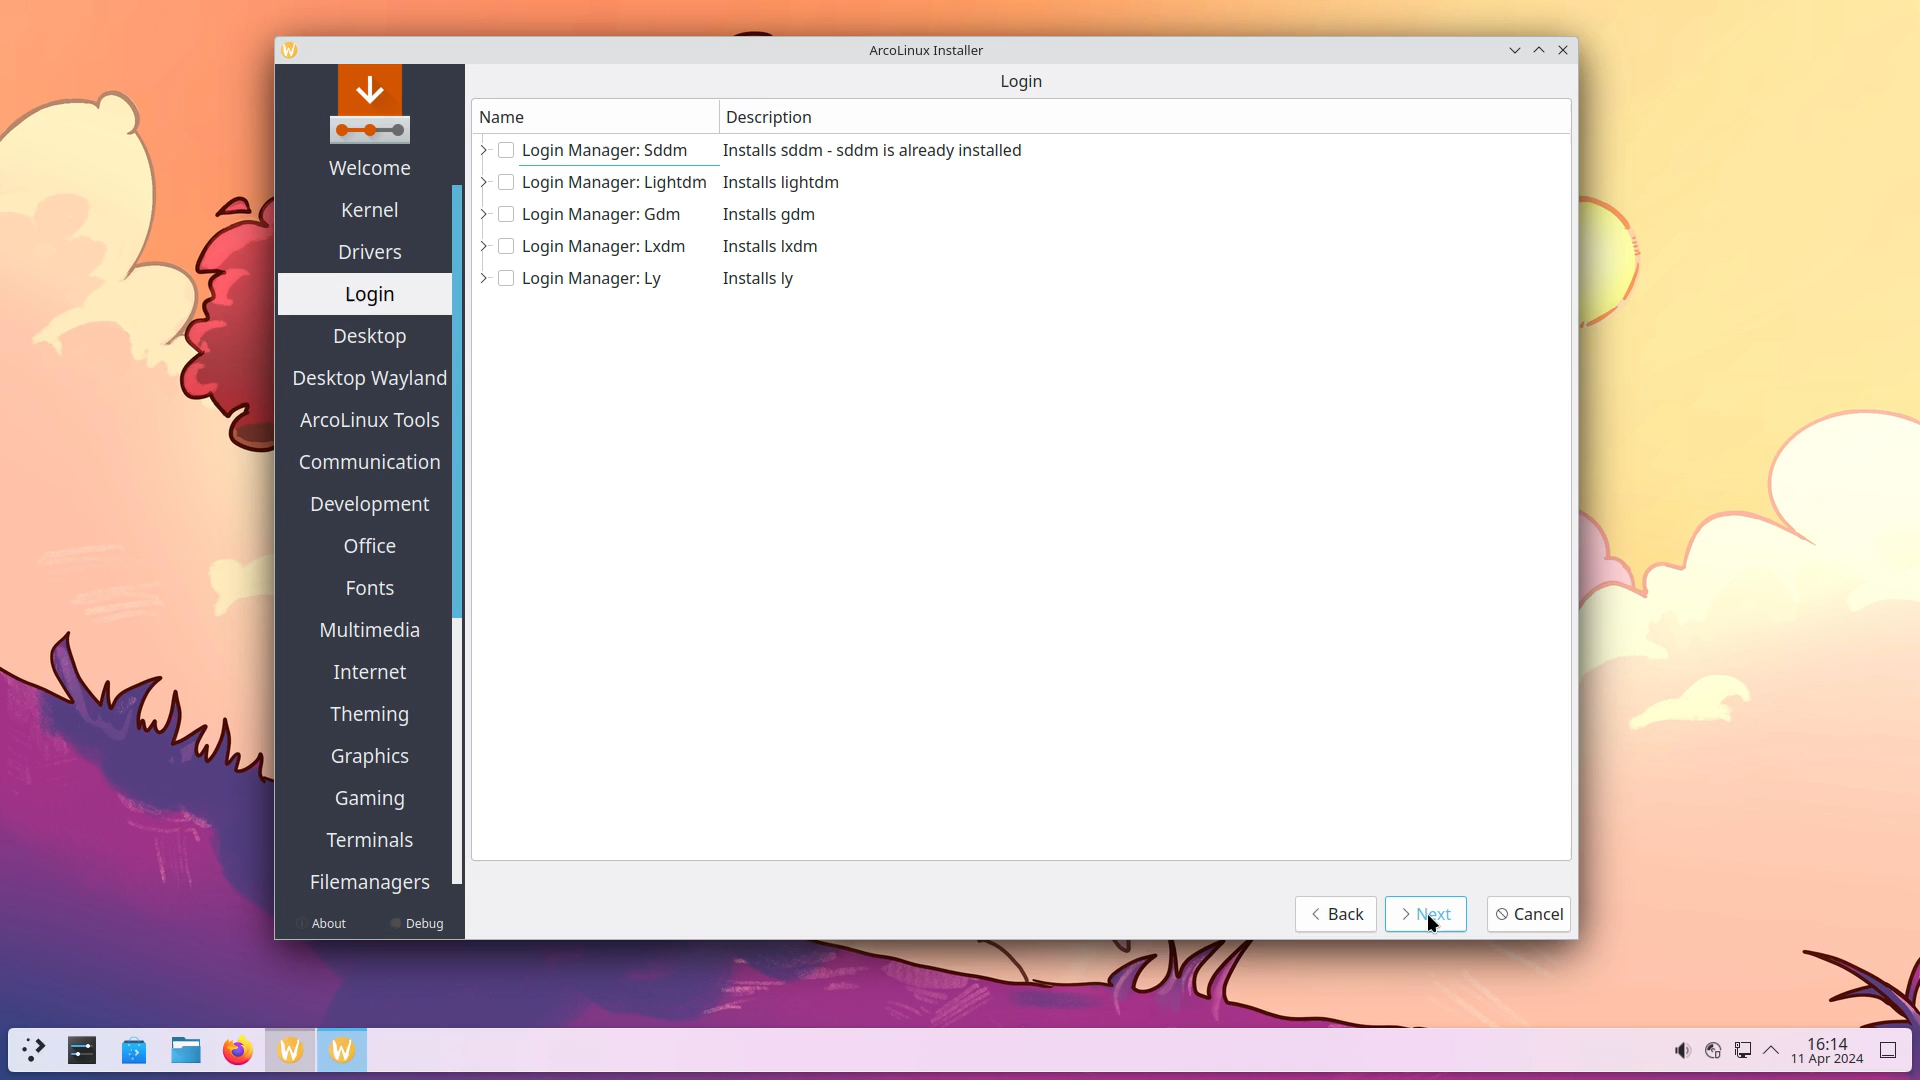 ArcoLinux Installer
Welcome
Kernel
Drivers
Login
Desktop
Desktop Wayland
ArcoLinux Tools
Communication
Development
Office
Fonts
Multimedia
Internet
Theming
Graphics
Gaming
Terminals
Filemanagers
About
Debug
Login
Name Description
Login Manager: Sddm Installs sddm - sddm is already installed
Login Manager: Lightdm Installs lightdm
Login Manager: Gdm Installs gdm
Login Manager: Lxdm Installs lxdm
Login Manager: Ly Installs ly
Back Next Cancel
16:14
11 Apr 2024